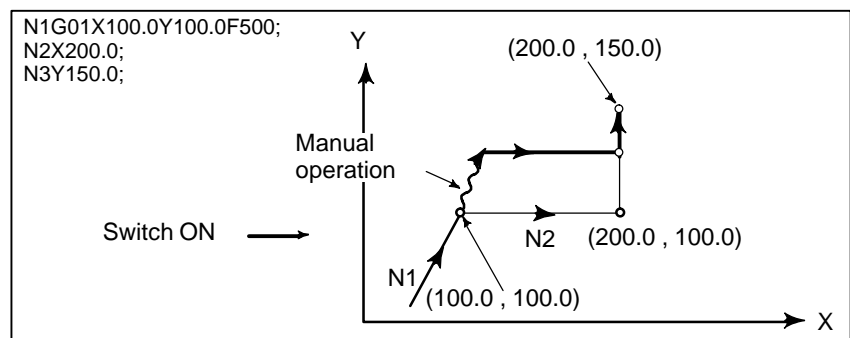 N1G01X100.0Y100.0F500;
N2X200.0;
N3Y150.0;
Y
(200.0 , 150.0)
Manual
operation
Switch ON
N2
(200.0 , 100.0)
N1
(100.0 , 100.0)
X